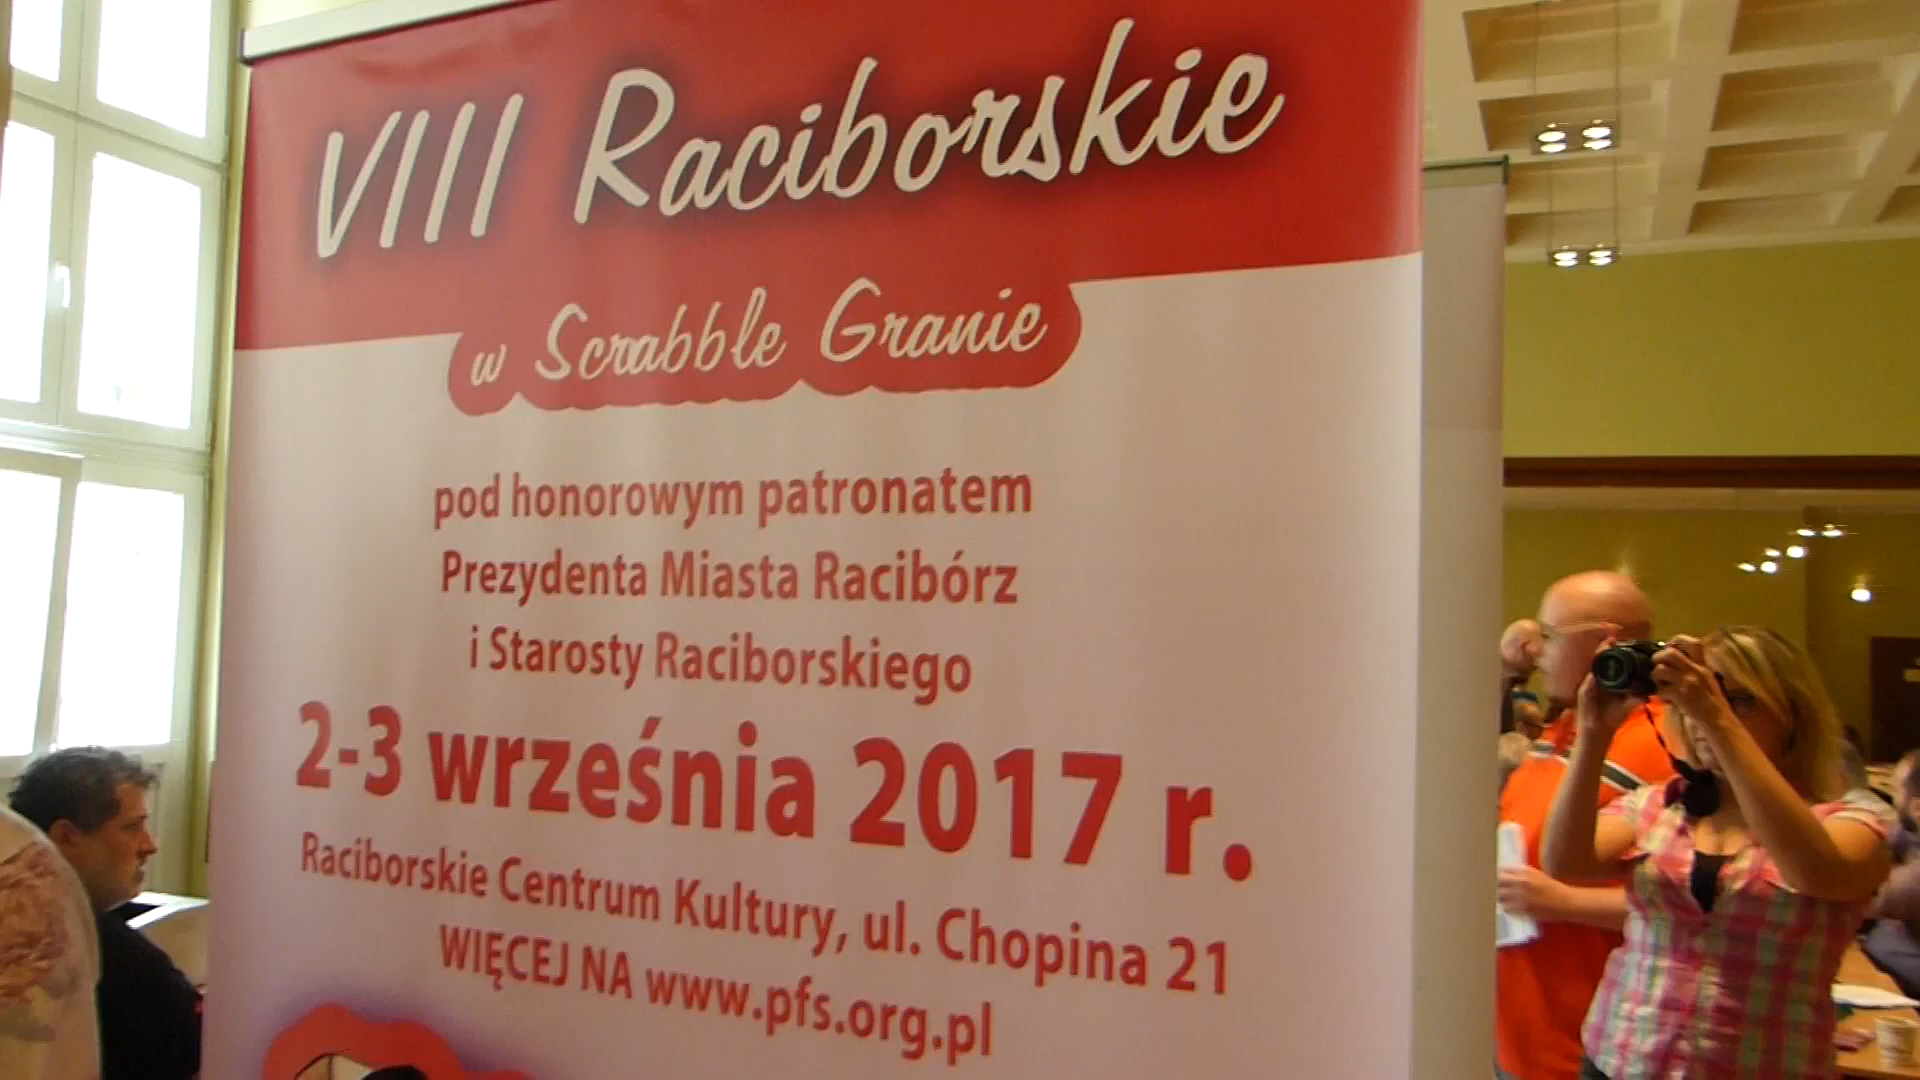 VIII Raciborskie
w Scrabble Granie
pod honorowym patronatem
Prezydenta Miasta Racibórz
i Starosty Raciborskiego
2-3 września 2017 r.
Raciborskie Centrum Kultury, ul. Chopina 21
WIĘCEJ NA www.pfs.org.pl